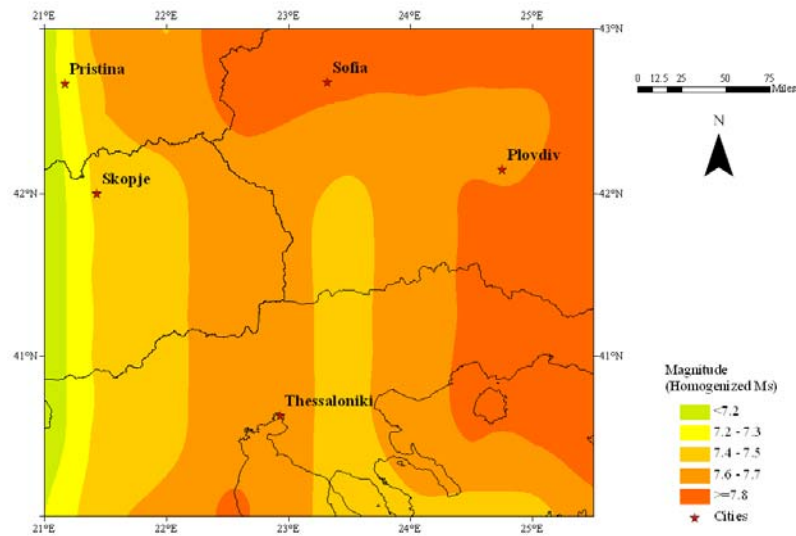 21°E 22°E 23°E 24°E 25°E
43°N 43°N
Pristina
Sofia
0 12.5 25 50 75
Miles
N
Plovdiv
42°N 42°N
Skopje
41°N 41°N
Thessaloniki
Magnitude
(Homogenized Ms)
<7.2
7.2 - 7.3
7.4 - 7.5
7.6 - 7.7
>=7.8
Cities
21°E 22°E 23°E 24°E 25°E